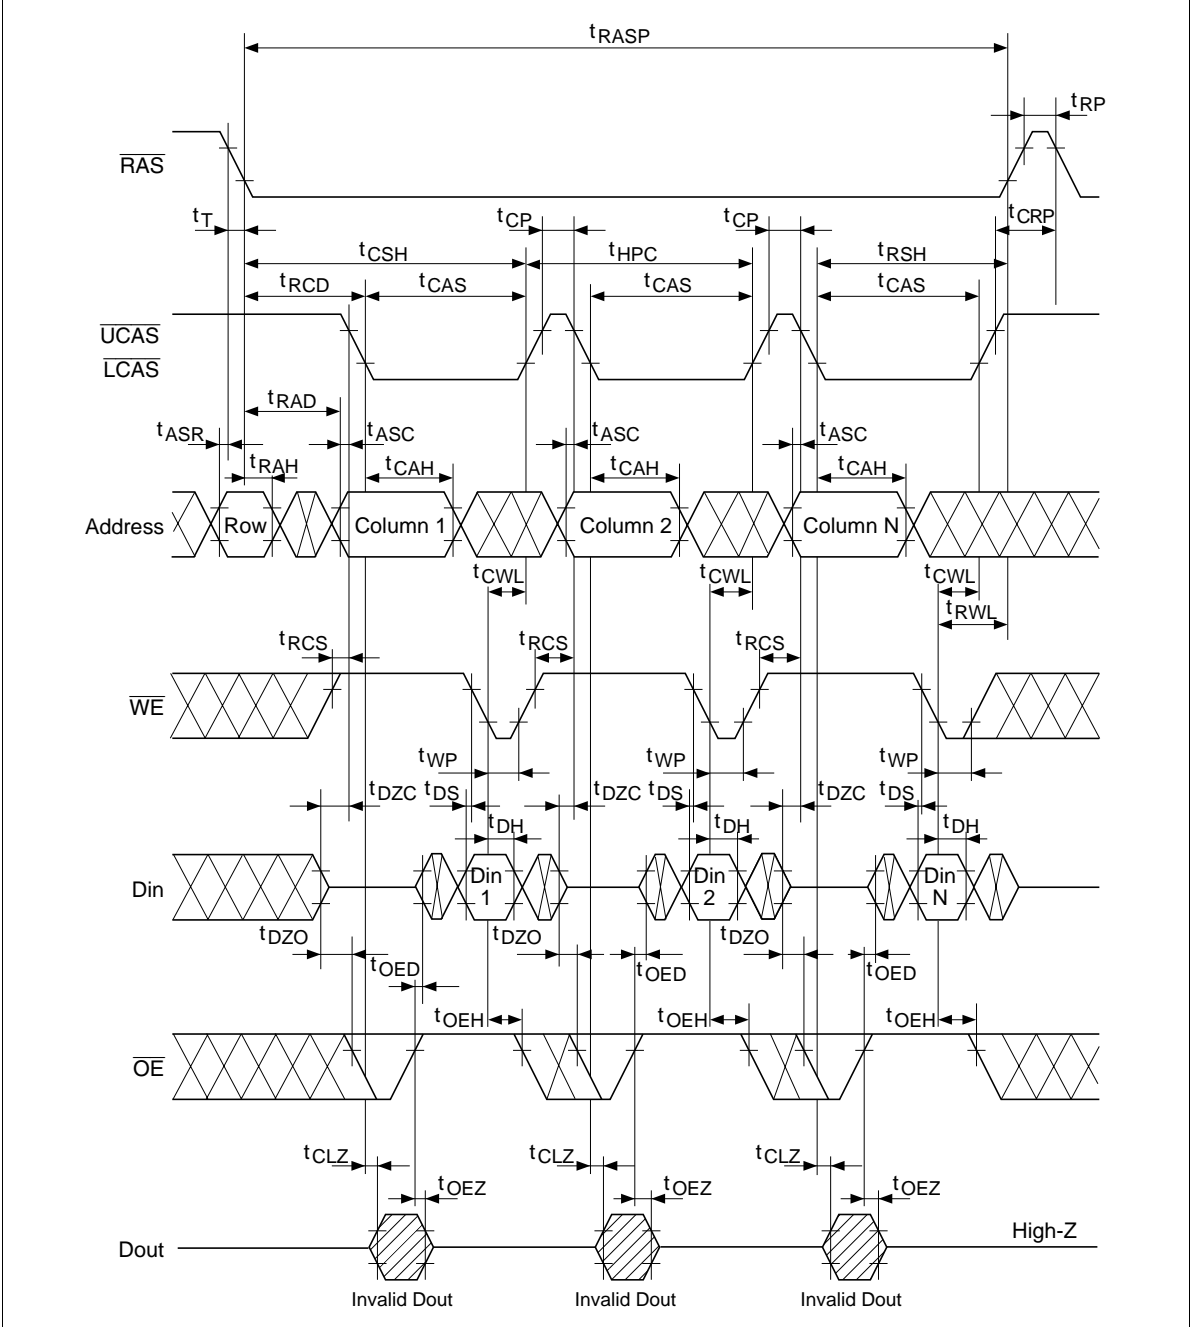 tRASP
tRP
RAS
tT
tCP
tCP
tCRP
tCSH
tHPC
tRSH
tRCD
tCAS
tCAS
tCAS
UCAS
LCAS
tRAD
tASR
tASC
tASC
tASC
tRAH
tCAH
tCAH
tCAH
Address
Row
Column 1
Column 2
Column N
tCWL
tCWL
tCWL
tRWL
tRCS
tRCS
tRCS
WE
tWP
tWP
tWP
tDZC
tDS
tDZC
tDS
tDZC
tDS
tDH
tDH
tDH
Din
Din 1
Din 2
Din N
tDZO
tDZO
tDZO
tOED
tOED
tOED
tOEH
tOEH
tOEH
OE
tCLZ
tCLZ
tCLZ
tOEZ
tOEZ
tOEZ
High-Z
Dout
Invalid Dout
Invalid Dout
Invalid Dout